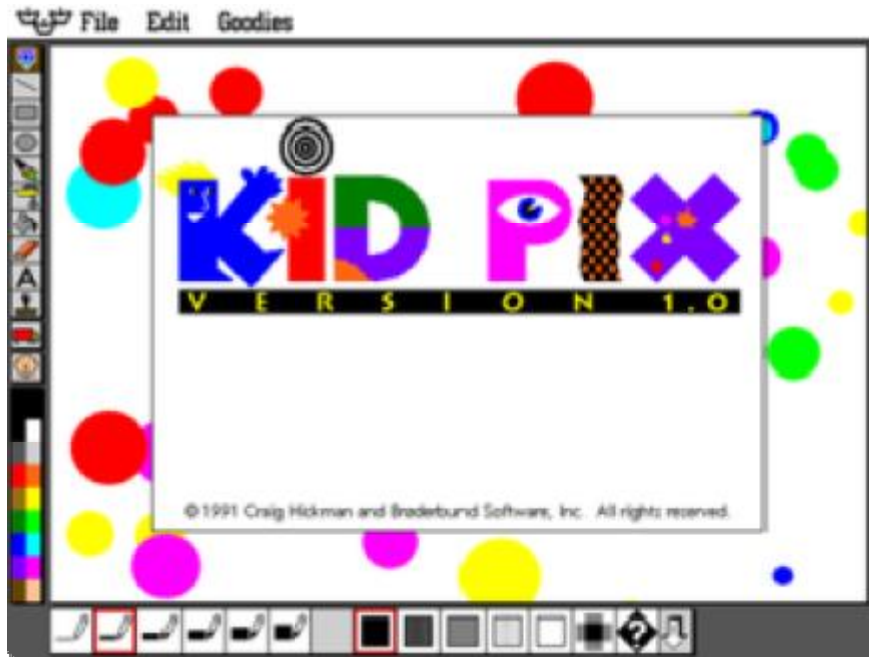 File Edit Goodies
KiD PiX
VERSION 1.0
©1991 Craig Hickman and Brøderbund Software, Inc. All rights reserved.
A
?